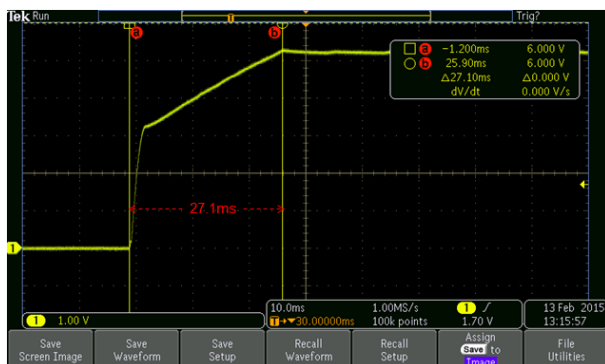 Tek Run
Trig?
T
a
b
a -1.200ms 6.000 V
b 25.90ms 6.000 V
Δ27.10ms Δ0.000 V
dV/dt 0.000 V/s
27.1ms
1
1 1.00 V
10.0ms 1.00MS/s 1
T→▾30.00000ms 100k points 1.70 V
13 Feb 2015
13:15:57
Save
Screen Image
Save
Waveform
Save
Setup
Recall
Waveform
Recall
Setup
Assign
Save to
Image
File
Utilities